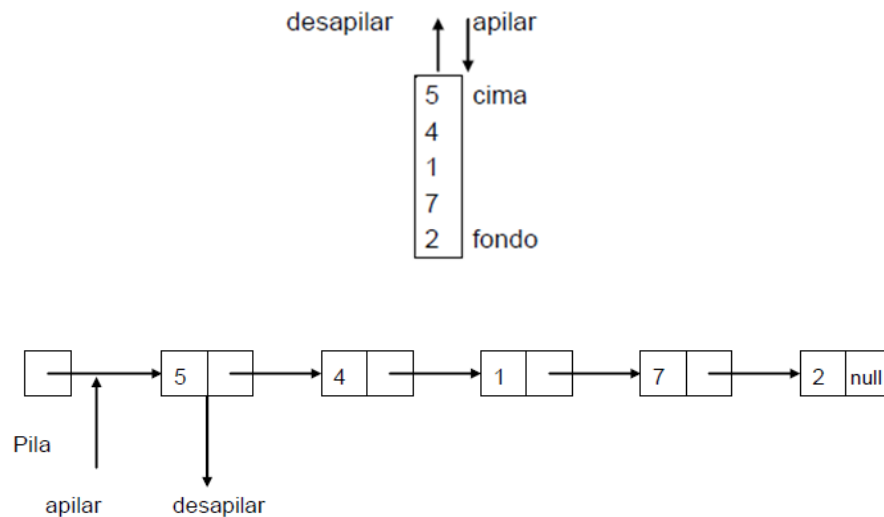 desapilar apilar
5 cima
4
1
7
2 fondo
5 4 1 7 2 null
Pila
apilar desapilar